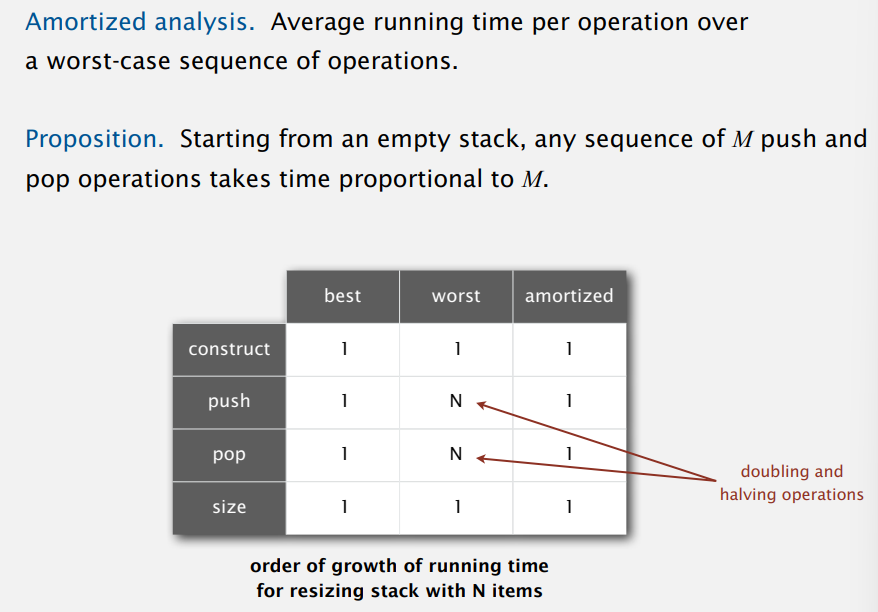 Amortized analysis. Average running time per operation over
a worst-case sequence of operations.
Proposition. Starting from an empty stack, any sequence of M push and
pop operations takes time proportional to M.
best worst amortized
construct 1 1 1
push 1 N 1
pop 1 N 1
size 1 1 1
doubling and
halving operations
order of growth of running time
for resizing stack with N items